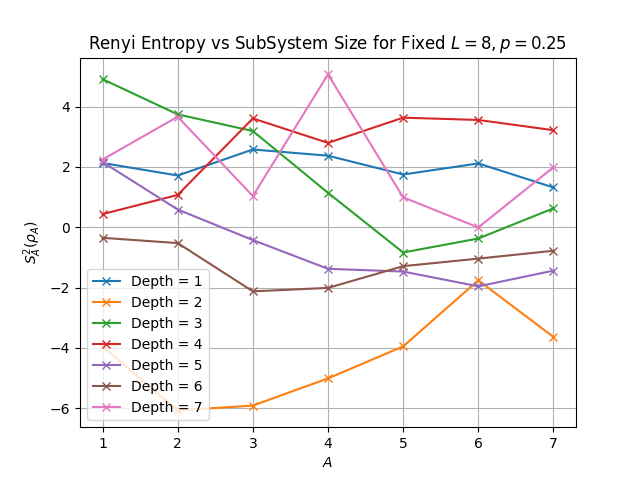 Renyi Entropy vs SubSystem Size for Fixed $L = 8, p = 0.25$
$S_A^2(\rho_A)$
4
2
0
−2
−4
−6
Depth = 1
Depth = 2
Depth = 3
Depth = 4
Depth = 5
Depth = 6
Depth = 7
1 2 3 4 5 6 7
A